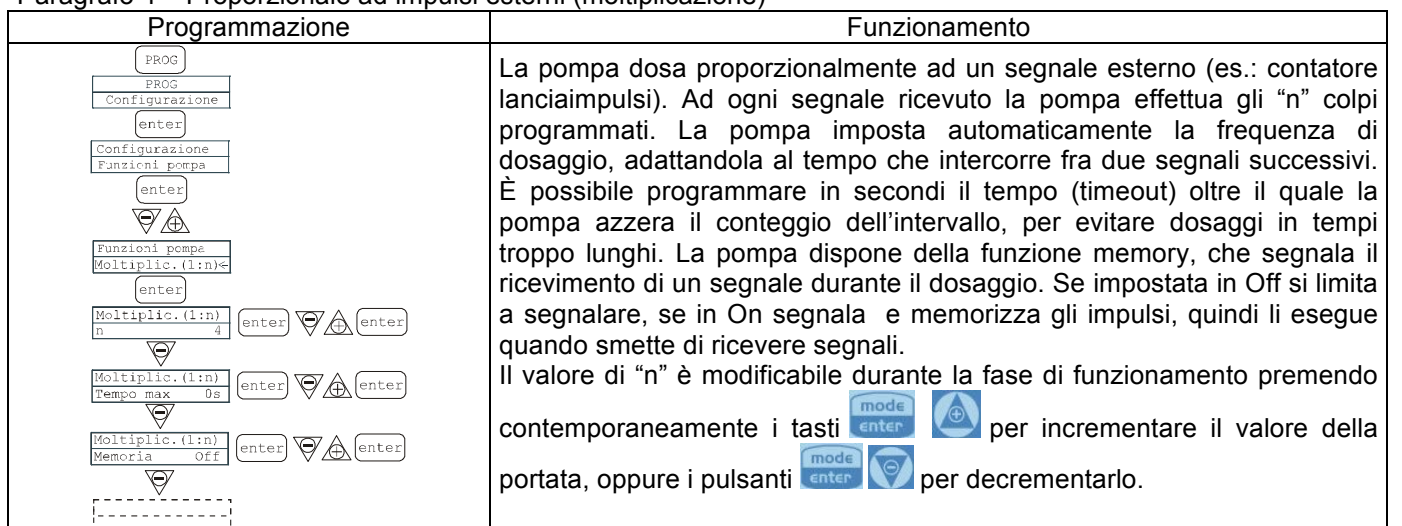 Paragrafo 4 – Proporzionale ad impulsi esterni (moltiplicazione)
Programmazione
Funzionamento
PROG
PROG
Configurazione
enter
Configurazione
Funzioni pompa
enter
Funzioni pompa
Moltiplic.(1:n)←
enter
Moltiplic.(1:n)
n 4
enter enter
Moltiplic.(1:n)
Tempo max 0s
enter enter
Moltiplic.(1:n)
Memoria Off
enter enter
La pompa dosa proporzionalmente ad un segnale esterno (es.: contatore
lanciaimpulsi). Ad ogni segnale ricevuto la pompa effettua gli “n” colpi
programmati. La pompa imposta automaticamente la frequenza di
dosaggio, adattandola al tempo che intercorre fra due segnali successivi.
È possibile programmare in secondi il tempo (timeout) oltre il quale la
pompa azzera il conteggio dell’intervallo, per evitare dosaggi in tempi
troppo lunghi. La pompa dispone della funzione memory, che segnala il
ricevimento di un segnale durante il dosaggio. Se impostata in Off si limita
a segnalare, se in On segnala e memorizza gli impulsi, quindi li esegue
quando smette di ricevere segnali.
Il valore di “n” è modificabile durante la fase di funzionamento premendo
contemporaneamente i tasti mode enter per incrementare il valore della
portata, oppure i pulsanti mode enter per decrementarlo.